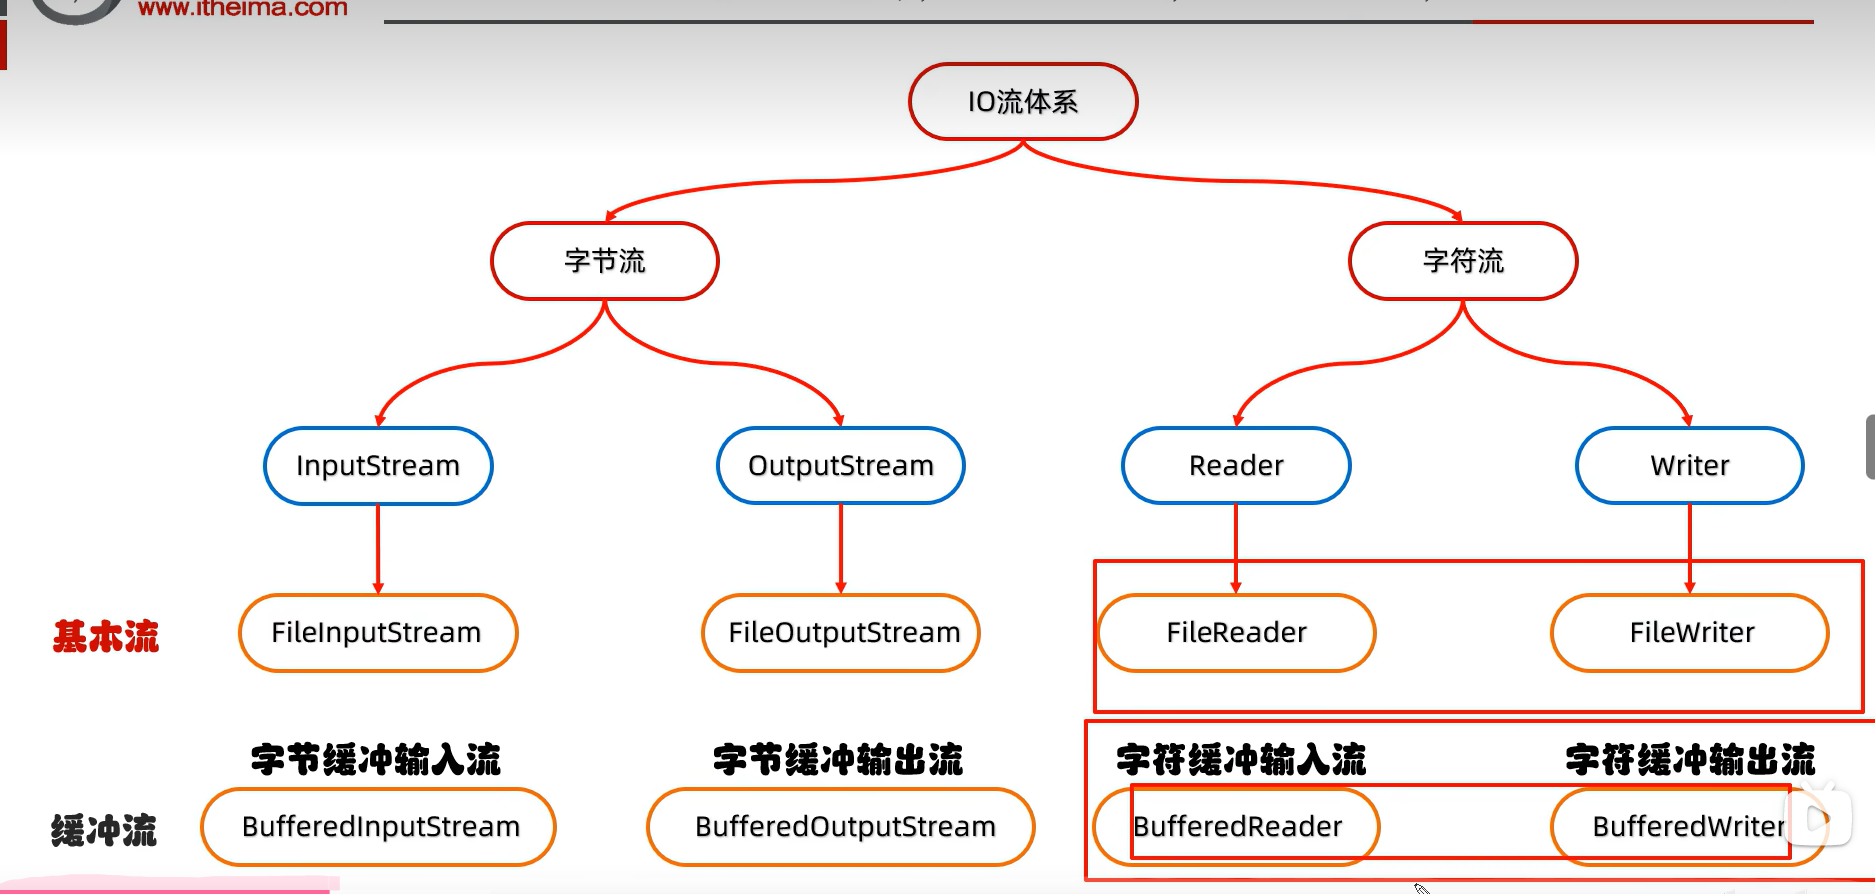 www.itheima.com
IO流体系
字节流
字符流
InputStream
OutputStream
Reader
Writer
基本流
FileInputStream
FileOutputStream
FileReader
FileWriter
字节缓冲输入流
字节缓冲输出流
字符缓冲输入流
字符缓冲输出流
缓冲流
BufferedInputStream
BufferedOutputStream
BufferedReader
BufferedWriter